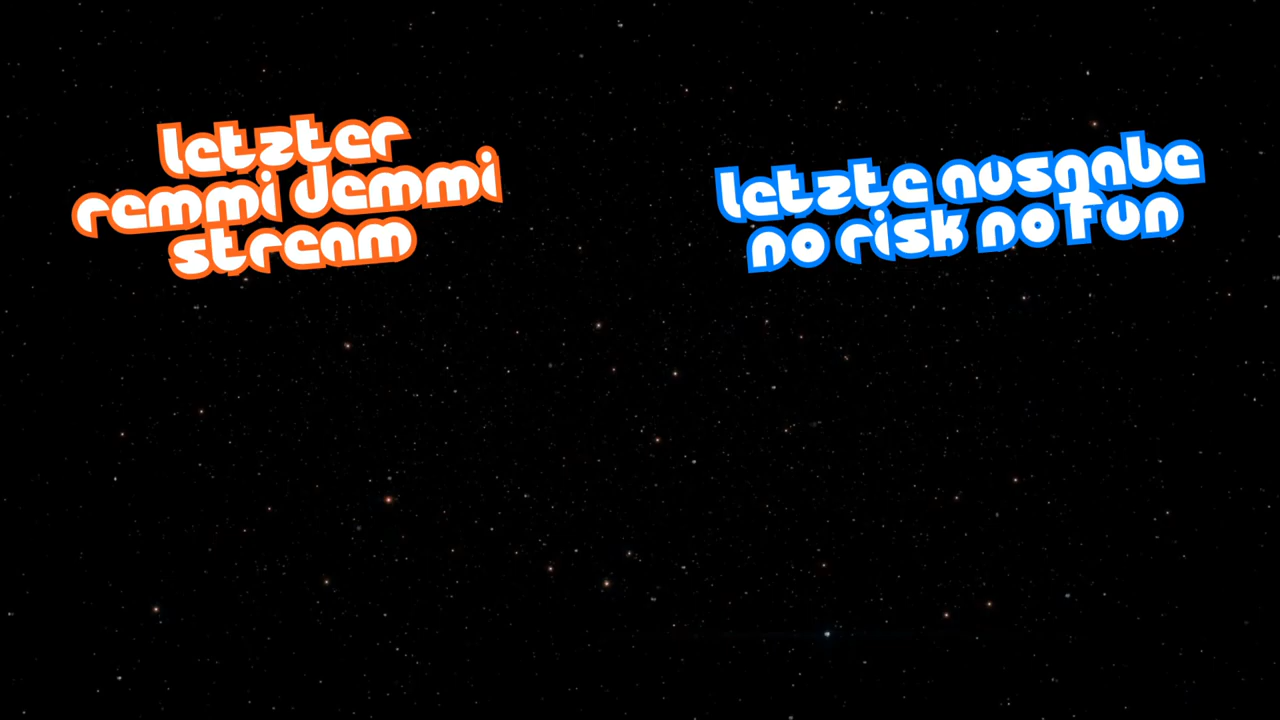 letzter
remmi demmi
stream
letzte ausgabe
no risk no fun